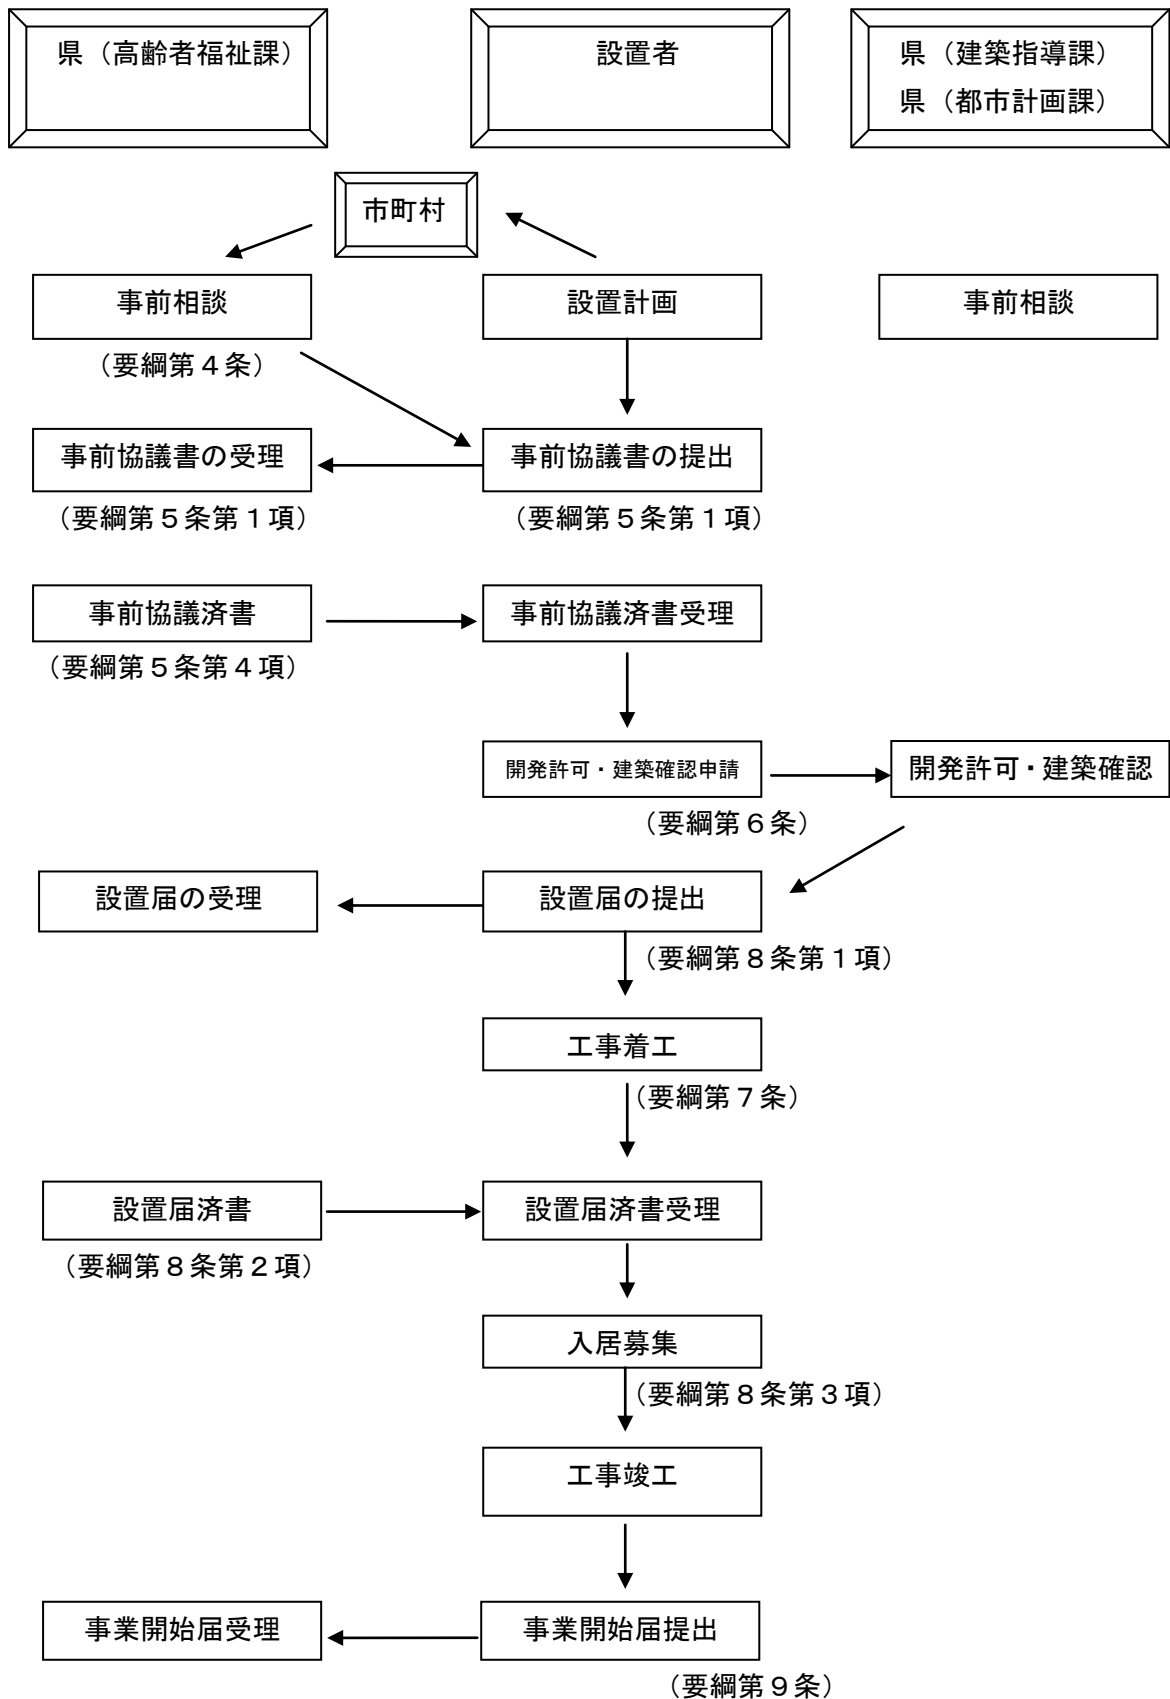 県（高齢者福祉課）
設置者
県（建築指導課）
県（都市計画課）
市町村
事前相談
設置計画
事前相談
（要綱第４条）
事前協議書の受理
事前協議書の提出
（要綱第５条第１項）
（要綱第５条第１項）
事前協議済書
事前協議済書受理
（要綱第５条第４項）
開発許可・建築確認申請
開発許可・建築確認
（要綱第６条）
設置届の受理
設置届の提出
（要綱第８条第１項）
工事着工
（要綱第７条）
設置届済書
設置届済書受理
（要綱第８条第２項）
入居募集
（要綱第８条第３項）
工事竣工
事業開始届受理
事業開始届提出
（要綱第９条）